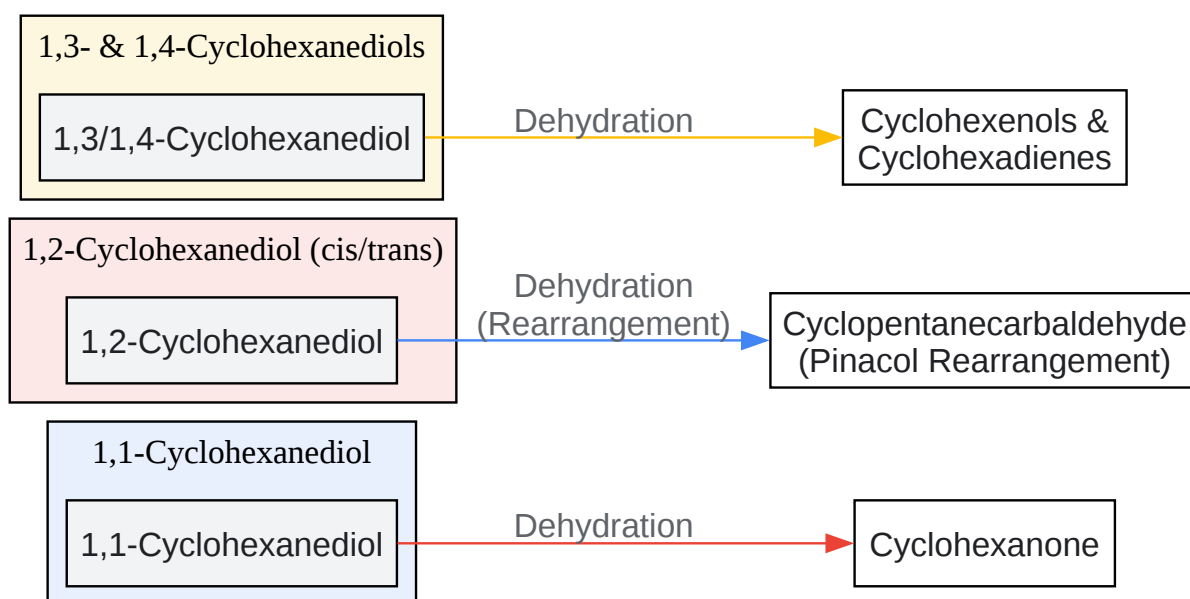 1,3- & 1,4-Cyclohexanediols
1,3/1,4-Cyclohexanediol
Dehydration
Cyclohexenols &
Cyclohexadienes
1,2-Cyclohexanediol (cis/trans)
1,2-Cyclohexanediol
Dehydration
(Rearrangement)
Cyclopentanecarbaldehyde
(Pinacol Rearrangement)
1,1-Cyclohexanediol
1,1-Cyclohexanediol
Dehydration
Cyclohexanone